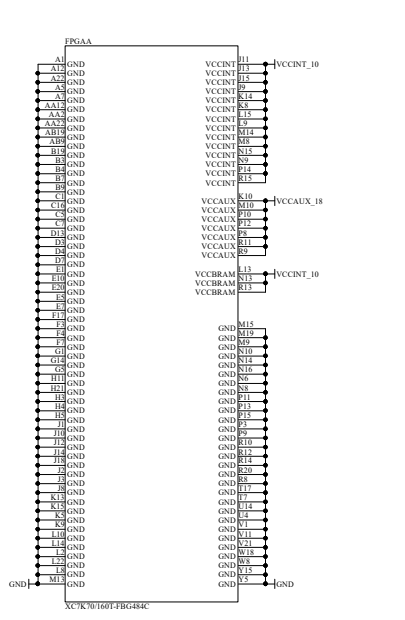 FPGAA
A1 GND
A12 GND
A22 GND
A5 GND
A7 GND
AA12 GND
AA2 GND
AA22 GND
AB19 GND
AB9 GND
B19 GND
B3 GND
B4 GND
B7 GND
B9 GND
C1 GND
C16 GND
C5 GND
C7 GND
D13 GND
D3 GND
D4 GND
D7 GND
E1 GND
E10 GND
E20 GND
E5 GND
E7 GND
F17 GND
F3 GND
F4 GND
F7 GND
G1 GND
G14 GND
G5 GND
H11 GND
H21 GND
H3 GND
H4 GND
H5 GND
J1 GND
J10 GND
J12 GND
J14 GND
J18 GND
J2 GND
J3 GND
J8 GND
K13 GND
K15 GND
K5 GND
K9 GND
L10 GND
L14 GND
L2 GND
L22 GND
L8 GND
GND M13 GND
VCCINT J11 VCCINT_10
VCCINT J13
VCCINT J15
VCCINT J9
VCCINT K14
VCCINT K8
VCCINT L15
VCCINT L9
VCCINT M14
VCCINT M8
VCCINT N15
VCCINT N9
VCCINT P14
VCCINT R15
VCCAUX K10 VCCAUX_18
VCCAUX M10
VCCAUX P10
VCCAUX P12
VCCAUX P8
VCCAUX R11
VCCAUX R9
VCCBRAM L13 VCCINT_10
VCCBRAM N13
VCCBRAM R13
GND M15
GND M19
GND M9
GND N10
GND N14
GND N16
GND N6
GND N8
GND P11
GND P13
GND P15
GND P3
GND P9
GND R10
GND R12
GND R14
GND R20
GND R8
GND T17
GND T7
GND U14
GND U4
GND V1
GND V11
GND V21
GND W18
GND W8
GND Y15
GND Y5 GND
XC7K70/160T-FBG484C